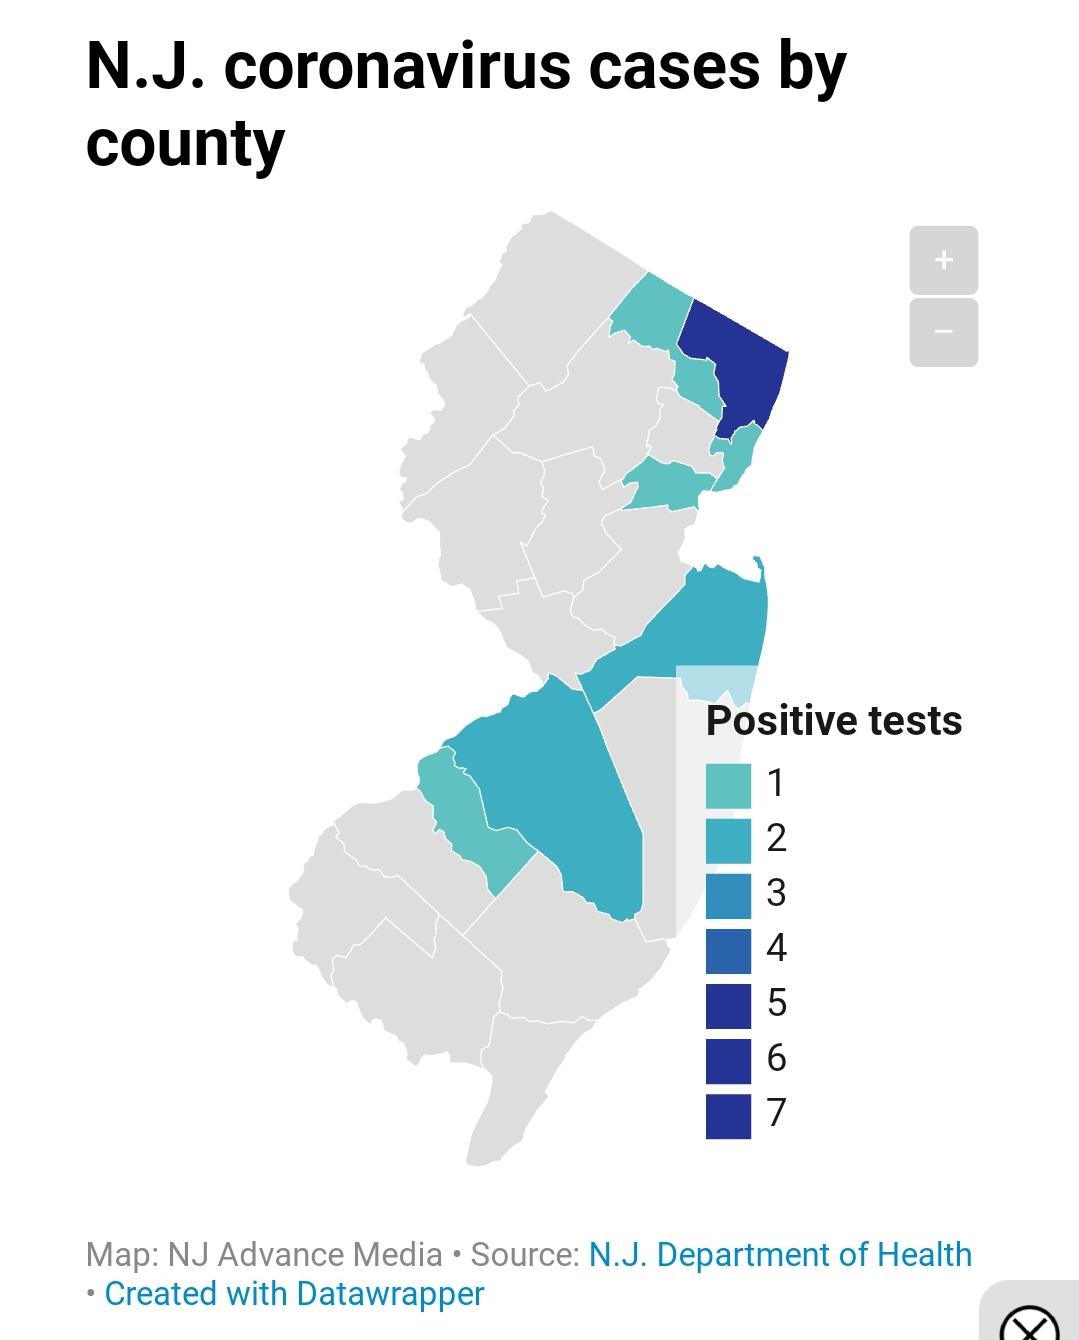 N.J. coronavirus cases by
county
+
−
Positive tests
1
2
3
4
5
6
7
Map: NJ Advance Media • Source: N.J. Department of Health
• Created with Datawrapper